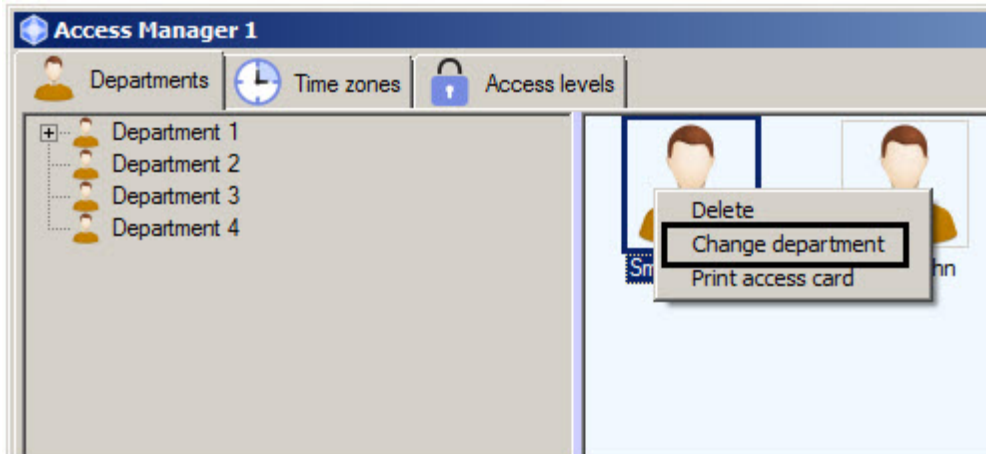 Access Manager 1
Departments Time zones Access levels
Department 1
Department 2
Department 3
Department 4
Delete
Change department
Print access card